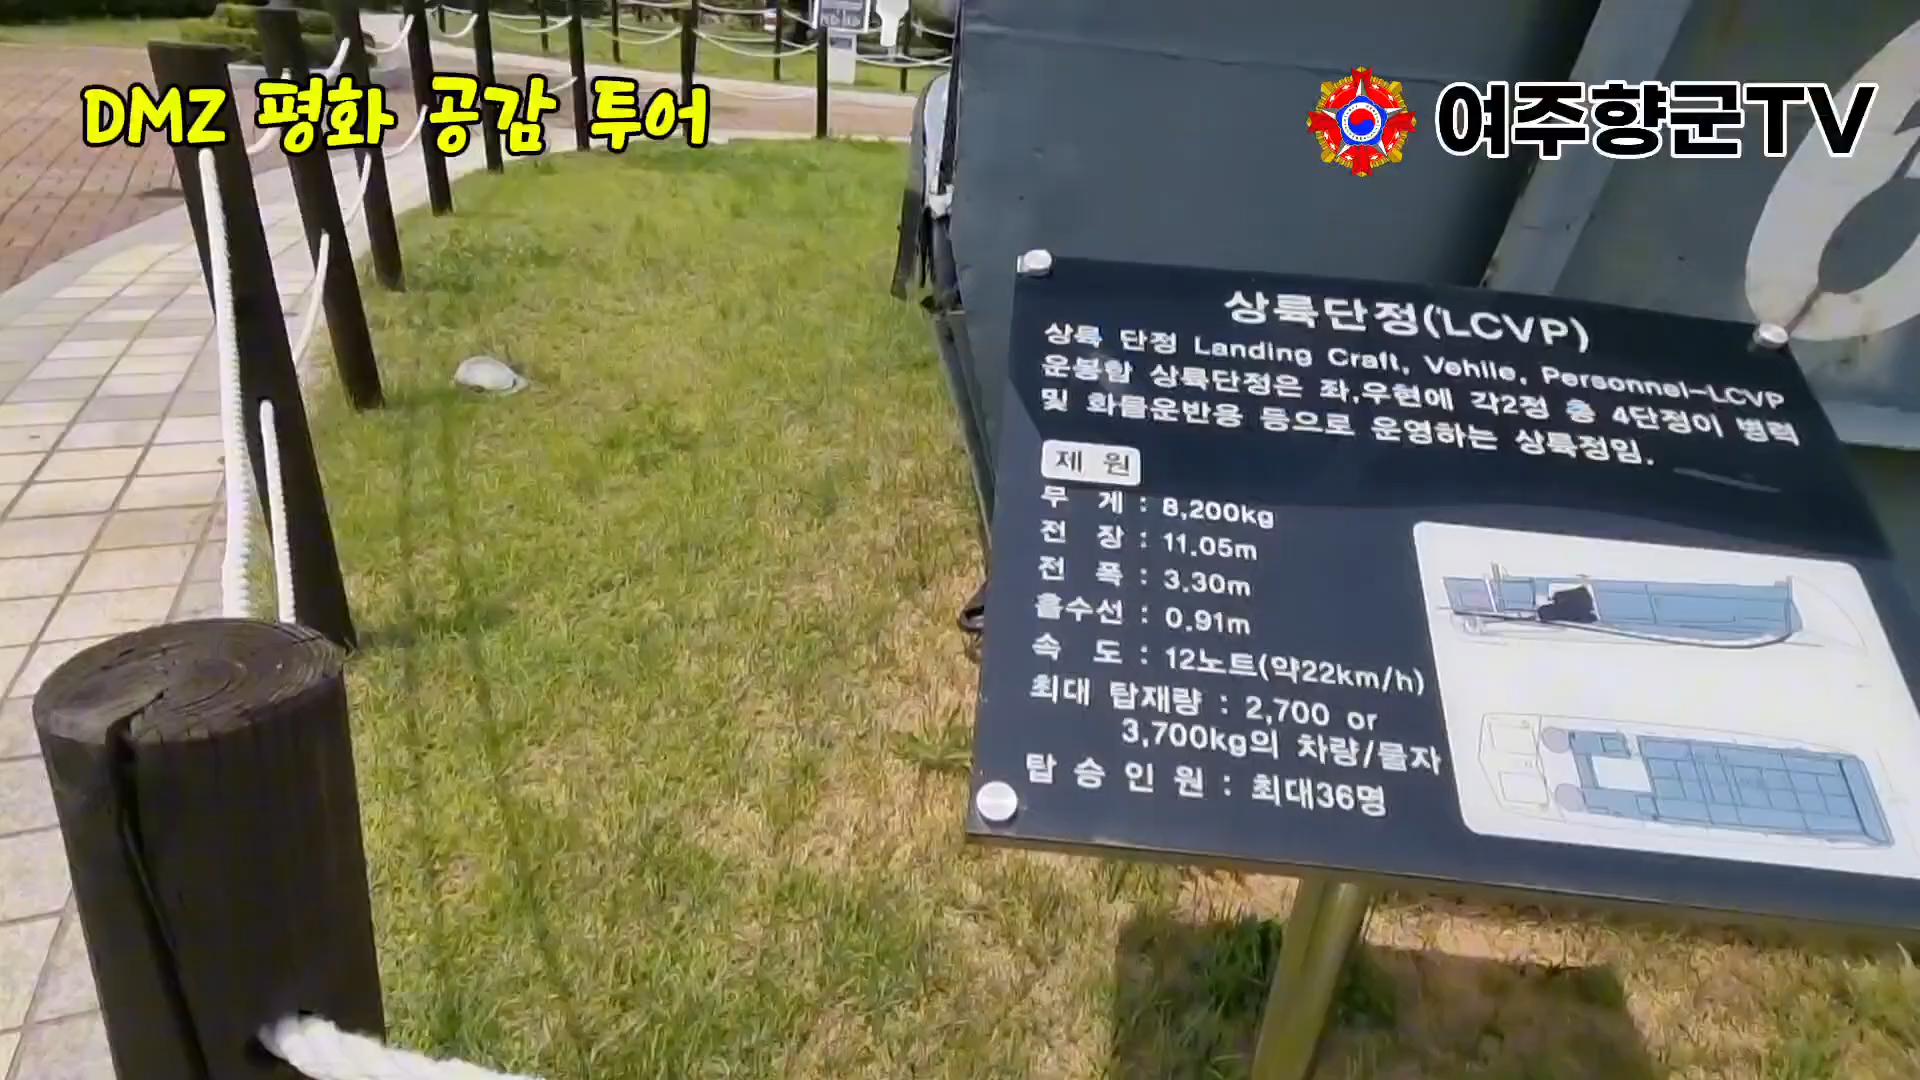 DMZ 평화 공감 투어
여주향군TV
상륙단정(LCVP)
상륙 단정 Landing Craft, Vehile, Personnel-LCVP
운봉함 상륙단정은 좌,우현에 각2정 총 4단정이 병력
및 화물운반용 등으로 운영하는 상륙정임.
제 원
무 게 : 8,200kg
전 장 : 11.05m
전 폭 : 3.30m
흘수선 : 0.91m
속 도 : 12노트(약22km/h)
최대 탑재량 : 2,700 or
3,700kg의 차량/물자
탑 승 인 원 : 최대36명
6